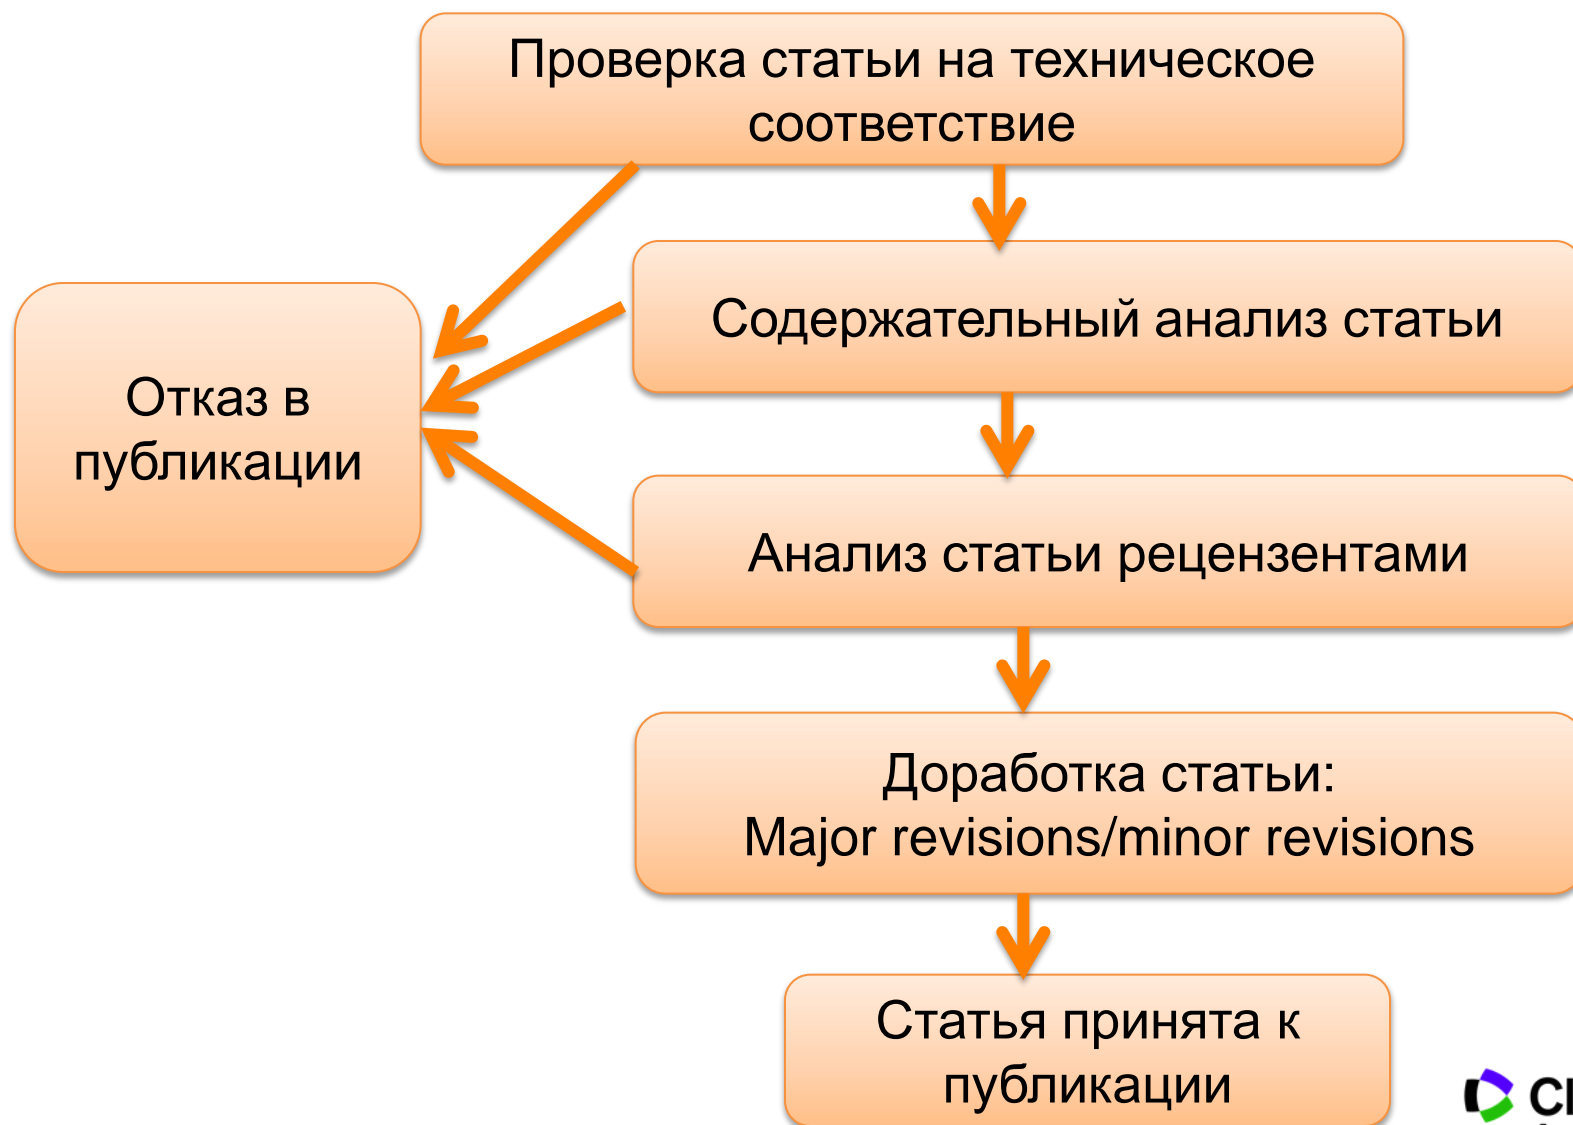 Проверка статьи на техническое
соответствие
Содержательный анализ статьи
Отказ в
публикации
Анализ статьи рецензентами
Доработка статьи:
Major revisions/minor revisions
Статья принята к
публикации